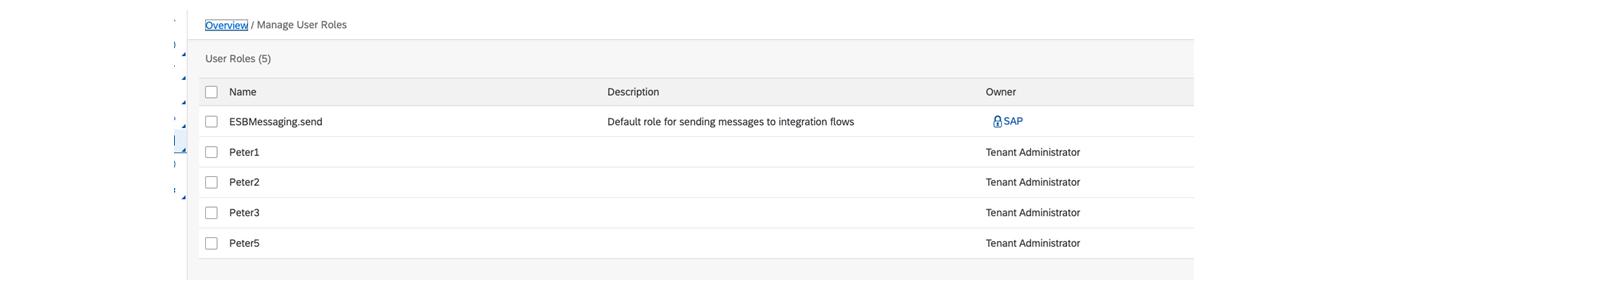 Overview / Manage User Roles
User Roles (5)
Name Description Owner
ESBMessaging.send Default role for sending messages to integration flows SAP
Peter1 Tenant Administrator
Peter2 Tenant Administrator
Peter3 Tenant Administrator
Peter5 Tenant Administrator